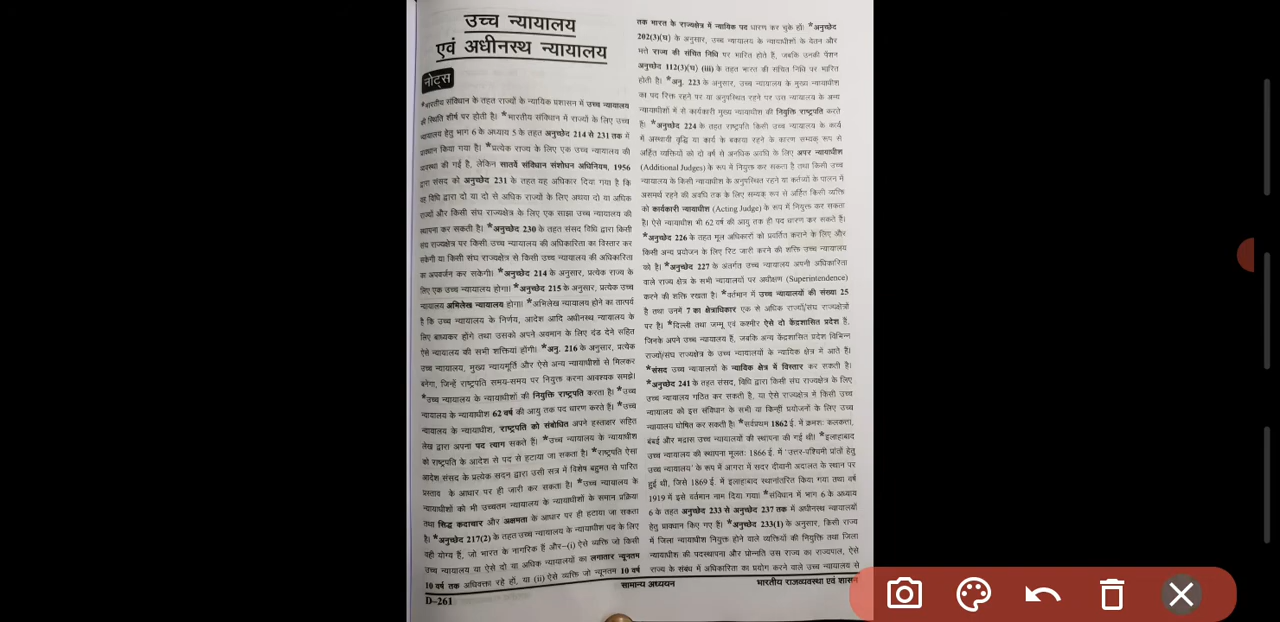 उच्च न्यायालय
एवं अधीनस्थ न्यायालय
नोट्स
*भारतीय संविधान के तहत राज्यों के न्यायिक प्रशासन में उच्च न्यायालय
की स्थिति शीर्ष पर होती है। *भारतीय संविधान में राज्यों के लिए उच्च
न्यायालय हेतु भाग 6 के अध्याय 5 के तहत अनुच्छेद 214 से 231 तक में
प्रावधान किया गया है। *प्रत्येक राज्य के लिए एक उच्च न्यायालय की
व्यवस्था की गई है, लेकिन सातवें संविधान संशोधन अधिनियम, 1956
द्वारा संसद को अनुच्छेद 231 के तहत यह अधिकार दिया गया है कि
वह विधि द्वारा दो या दो से अधिक राज्यों के लिए अथवा दो या अधिक
राज्यों और किसी संघ राज्यक्षेत्र के लिए एक साझा उच्च न्यायालय की
स्थापना कर सकती है। *अनुच्छेद 230 के तहत संसद विधि द्वारा किसी
संघ राज्यक्षेत्र पर किसी उच्च न्यायालय की अधिकारिता का विस्तार कर
सकेगी या किसी संघ राज्यक्षेत्र से किसी उच्च न्यायालय की अधिकारिता
का अपवर्जन कर सकेगी। *अनुच्छेद 214 के अनुसार, प्रत्येक राज्य के
लिए एक उच्च न्यायालय होगा। *अनुच्छेद 215 के अनुसार, प्रत्येक उच्च
न्यायालय अभिलेख न्यायालय होगा। *अभिलेख न्यायालय होने का तात्पर्य
है कि उच्च न्यायालय के निर्णय, आदेश आदि अधीनस्थ न्यायालय के
लिए बाध्यकर होंगे तथा उसको अपने अवमान के लिए दंड देने सहित
ऐसे न्यायालय की सभी शक्तियां होंगी। *अनु. 216 के अनुसार, प्रत्येक
उच्च न्यायालय, मुख्य न्यायमूर्ति और ऐसे अन्य न्यायाधीशों से मिलकर
बनेगा, जिन्हें राष्ट्रपति समय-समय पर नियुक्त करना आवश्यक समझे।
*उच्च न्यायालय के न्यायाधीशों की नियुक्ति राष्ट्रपति करता है। *उच्च
न्यायालय के न्यायाधीश 62 वर्ष की आयु तक पद धारण करते हैं। *उच्च
न्यायालय के न्यायाधीश, राष्ट्रपति को संबोधित अपने हस्ताक्षर सहित
लेख द्वारा अपना पद त्याग सकते हैं। *उच्च न्यायालय के न्यायाधीश
को राष्ट्रपति के आदेश से पद से हटाया जा सकता है। *राष्ट्रपति ऐसा
आदेश संसद के प्रत्येक सदन द्वारा उसी सत्र में विशेष बहुमत से पारित
प्रस्ताव के आधार पर ही जारी कर सकता है। *उच्च न्यायालय के
न्यायाधीशों को भी उच्चतम न्यायालय के न्यायाधीशों के समान प्रक्रिया
तथा सिद्ध कदाचार और अक्षमता के आधार पर ही हटाया जा सकता
है। *अनुच्छेद 217(2) के तहत उच्च न्यायालय के न्यायाधीश पद के लिए
वही योग्य हैं, जो भारत के नागरिक हैं और–(i) ऐसे व्यक्ति जो किसी
उच्च न्यायालय या ऐसे दो या अधिक न्यायालयों का लगातार न्यूनतम
10 वर्ष तक अधिवक्ता रहे हों, या (ii) ऐसे व्यक्ति जो न्यूनतम 10 वर्ष
तक भारत के राज्यक्षेत्र में न्यायिक पद धारण कर चुके हों। *अनुच्छेद
202(3)(घ) के अनुसार, उच्च न्यायालय के न्यायाधीशों के वेतन और
भत्ते राज्य की संचित निधि पर भारित होते हैं, जबकि उनकी पेंशन
अनुच्छेद 112(3)(घ) (iii) के तहत भारत की संचित निधि पर भारित
होती है। *अनु. 223 के अनुसार, उच्च न्यायालय के मुख्य न्यायाधीश
का पद रिक्त रहने पर या अनुपस्थित रहने पर उस न्यायालय के अन्य
न्यायाधीशों में से कार्यकारी मुख्य न्यायाधीश की नियुक्ति राष्ट्रपति करते
हैं। *अनुच्छेद 224 के तहत राष्ट्रपति किसी उच्च न्यायालय के कार्य
में अस्थायी वृद्धि या कार्य के बकाया रहने के कारण सम्यक् रूप से
अर्हित व्यक्तियों को दो वर्ष से अनधिक अवधि के लिए अपर न्यायाधीश
(Additional Judges) के रूप में नियुक्त कर सकता है तथा किसी उच्च
न्यायालय के किसी न्यायाधीश के अनुपस्थित रहने या कर्तव्यों के पालन में
असमर्थ रहने की अवधि तक के लिए सम्यक् रूप से अर्हित किसी व्यक्ति
को कार्यकारी न्यायाधीश (Acting Judge) के रूप में नियुक्त कर सकता
है। ऐसे न्यायाधीश भी 62 वर्ष की आयु तक ही पद धारण कर सकते हैं।
*अनुच्छेद 226 के तहत मूल अधिकारों को प्रवर्तित कराने के लिए और
किसी अन्य प्रयोजन के लिए रिट जारी करने की शक्ति उच्च न्यायालय
को है। *अनुच्छेद 227 के अंतर्गत उच्च न्यायालय अपनी अधिकारिता
वाले राज्य क्षेत्र के सभी न्यायालयों पर अधीक्षण (Superintendence)
करने की शक्ति रखता है। *वर्तमान में उच्च न्यायालयों की संख्या 25
है तथा उनमें 7 का क्षेत्राधिकार एक से अधिक राज्यों/संघ राज्यक्षेत्रों
पर है। *दिल्ली तथा जम्मू एवं कश्मीर ऐसे दो केंद्रशासित प्रदेश हैं,
जिनके अपने उच्च न्यायालय हैं, जबकि अन्य केंद्रशासित प्रदेश विभिन्न
राज्यों/संघ राज्यक्षेत्र के उच्च न्यायालयों के न्यायिक क्षेत्र में आते हैं।
*संसद उच्च न्यायालयों के न्यायिक क्षेत्र में विस्तार कर सकती है।
*अनुच्छेद 241 के तहत संसद, विधि द्वारा किसी संघ राज्यक्षेत्र के लिए
उच्च न्यायालय गठित कर सकती है, या ऐसे राज्यक्षेत्र में किसी उच्च
न्यायालय को इस संविधान के सभी या किन्हीं प्रयोजनों के लिए उच्च
न्यायालय घोषित कर सकती है। *सर्वप्रथम 1862 ई. में क्रमशः कलकत्ता,
बंबई और मद्रास उच्च न्यायालयों की स्थापना की गई थी। *इलाहाबाद
उच्च न्यायालय की स्थापना मूलतः 1866 ई. में 'उत्तर-पश्चिमी प्रांतों हेतु
उच्च न्यायालय' के रूप में आगरा में सदर दीवानी अदालत के स्थान पर
हुई थी, जिसे 1869 ई. में इलाहाबाद स्थानांतरित किया गया तथा वर्ष
1919 में इसे वर्तमान नाम दिया गया। *संविधान में भाग 6 के अध्याय
6 के तहत अनुच्छेद 233 से अनुच्छेद 237 तक में अधीनस्थ न्यायालयों
हेतु प्रावधान किए गए हैं। *अनुच्छेद 233(1) के अनुसार, किसी राज्य
में जिला न्यायाधीश नियुक्त होने वाले व्यक्तियों की नियुक्ति तथा जिला
न्यायाधीश की पदस्थापना और प्रोन्नति उस राज्य का राज्यपाल, ऐसे
राज्य के संबंध में अधिकारिता का प्रयोग करने वाले उच्च न्यायालय से
D–261
सामान्य अध्ययन
भारतीय राजव्यवस्था एवं शासन